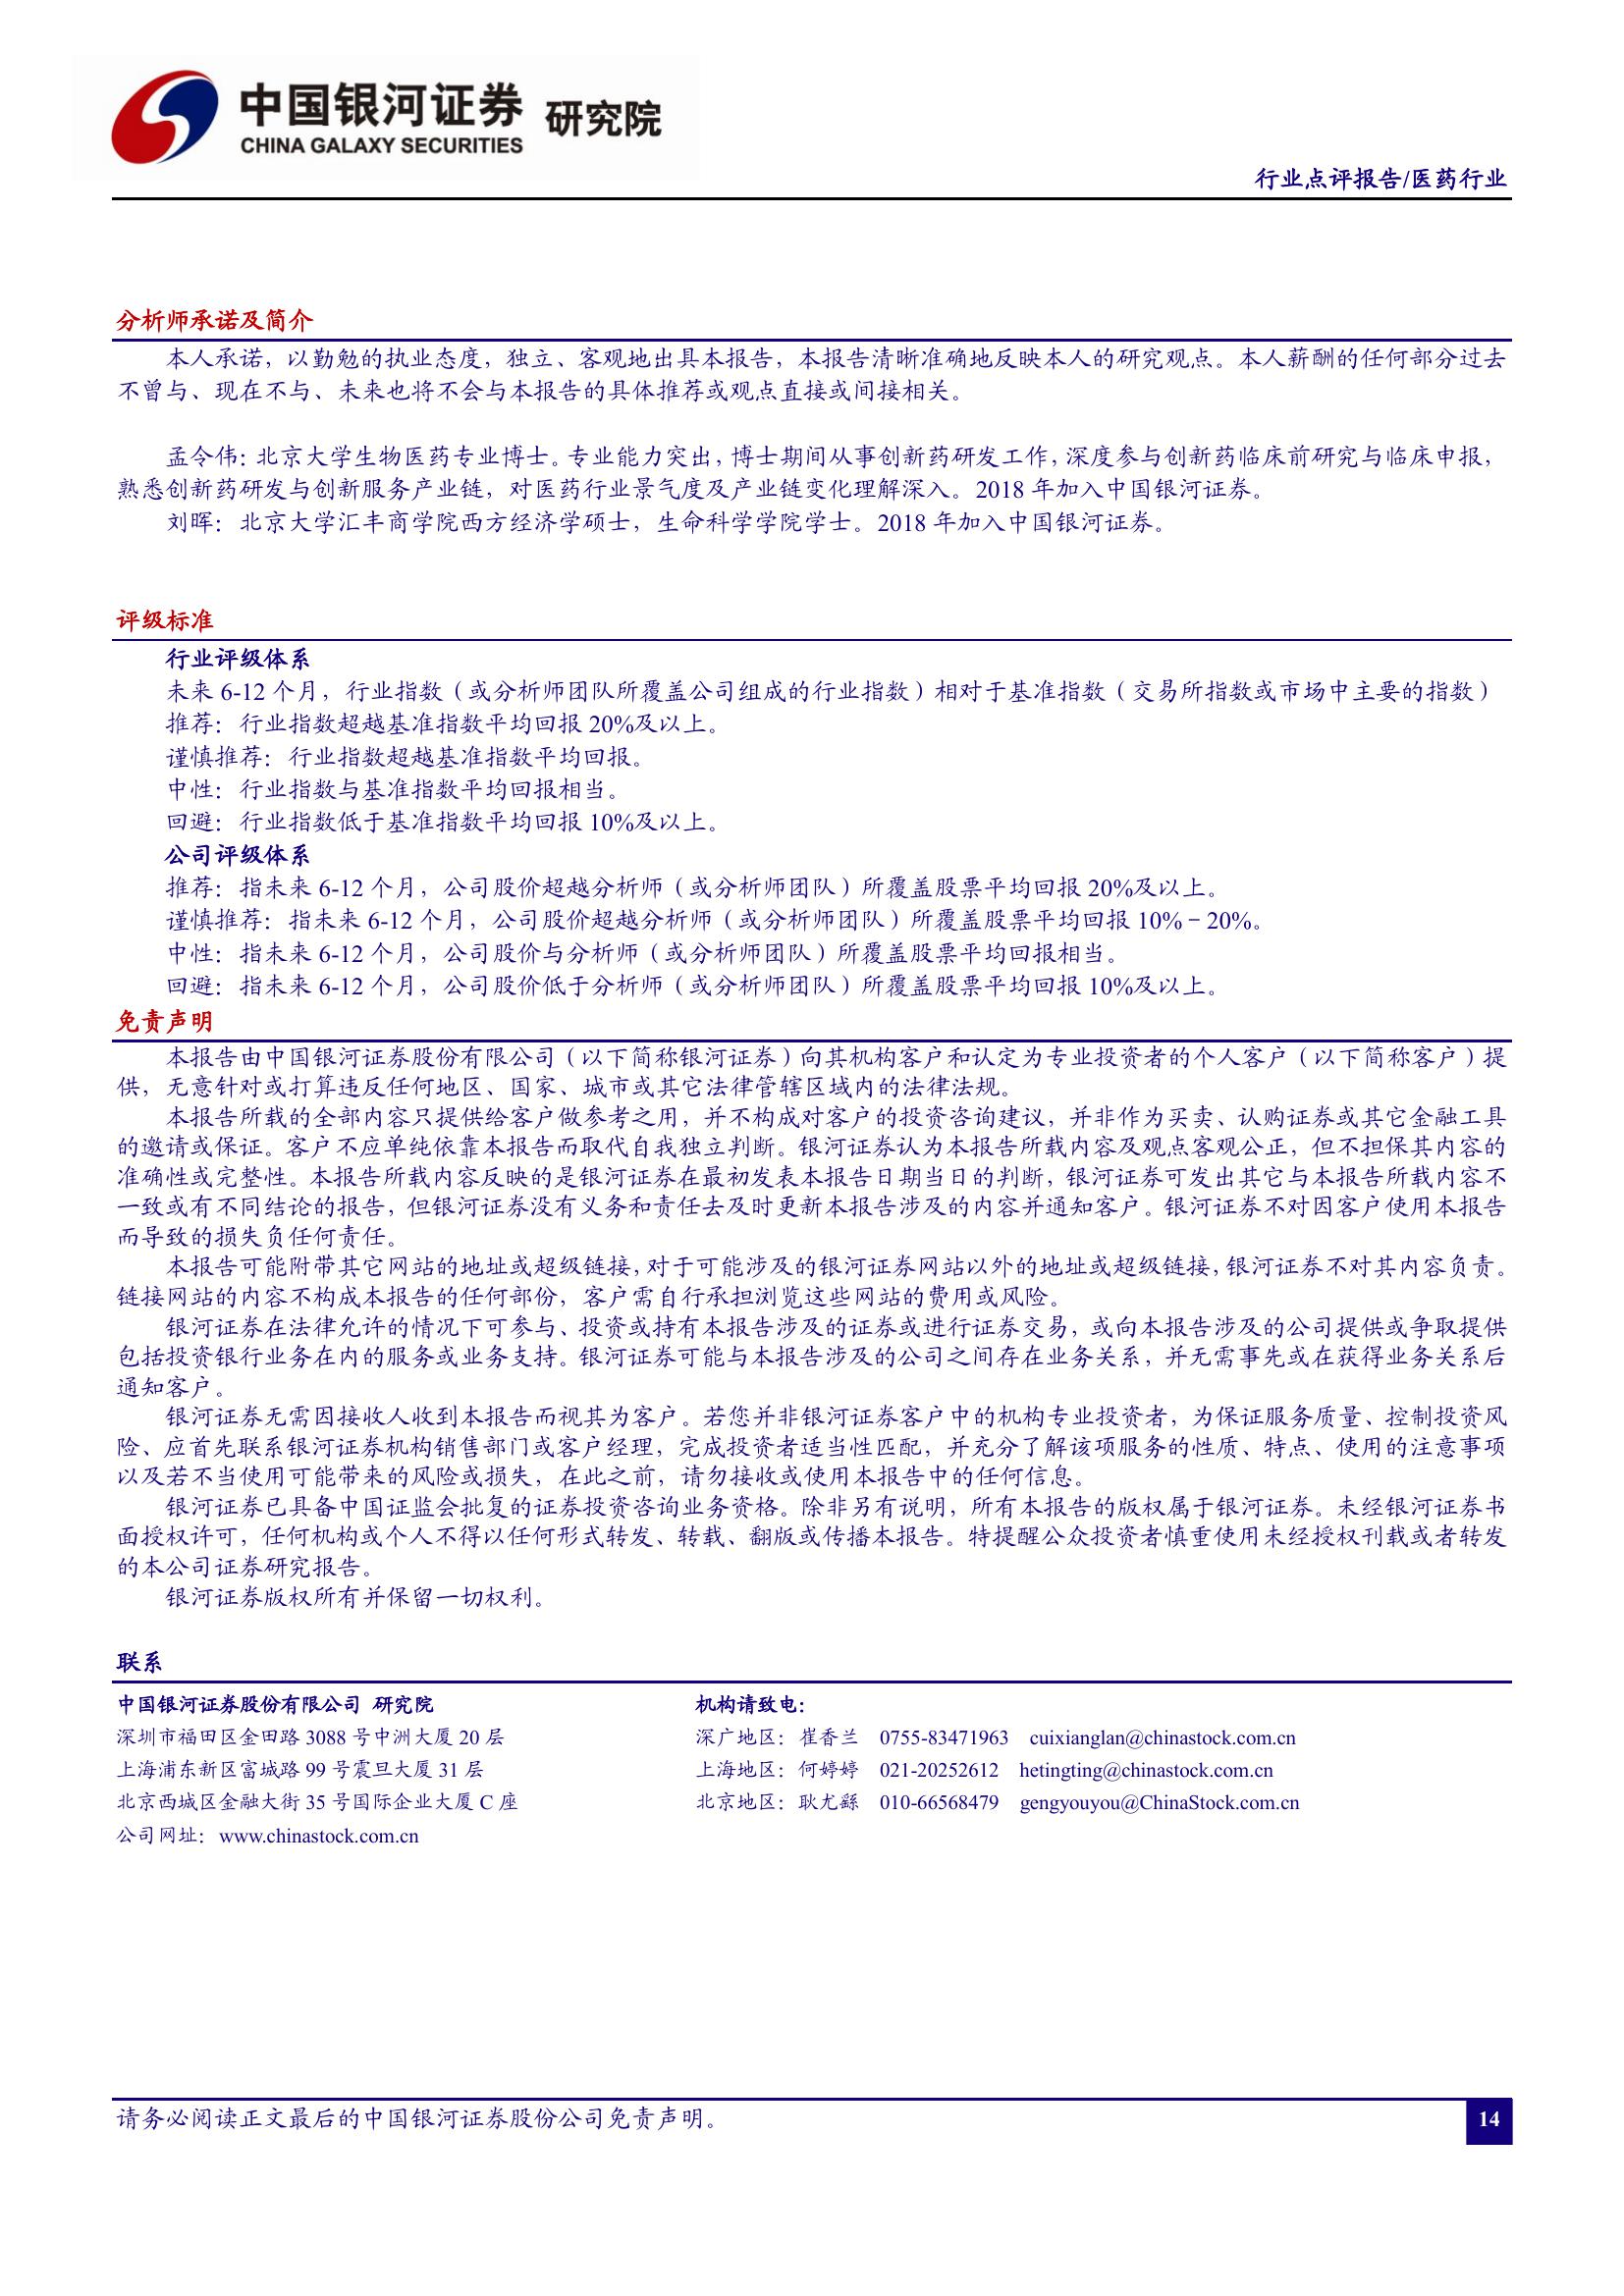 中国银河证券 研究院
CHINA GALAXY SECURITIES
行业点评报告/医药行业
分析师承诺及简介
本人承诺，以勤勉的执业态度，独立、客观地出具本报告，本报告清晰准确地反映本人的研究观点。本人薪酬的任何部分过去
不曾与、现在不与、未来也将不会与本报告的具体推荐或观点直接或间接相关。
孟令伟：北京大学生物医药专业博士。专业能力突出，博士期间从事创新药研发工作，深度参与创新药临床前研究与临床申报，
熟悉创新药研发与创新服务产业链，对医药行业景气度及产业链变化理解深入。2018 年加入中国银河证券。
刘晖：北京大学汇丰商学院西方经济学硕士，生命科学学院学士。2018 年加入中国银河证券。
评级标准
行业评级体系
未来 6-12 个月，行业指数（或分析师团队所覆盖公司组成的行业指数）相对于基准指数（交易所指数或市场中主要的指数）
推荐：行业指数超越基准指数平均回报 20%及以上。
谨慎推荐：行业指数超越基准指数平均回报。
中性：行业指数与基准指数平均回报相当。
回避：行业指数低于基准指数平均回报 10%及以上。
公司评级体系
推荐：指未来 6-12 个月，公司股价超越分析师（或分析师团队）所覆盖股票平均回报 20%及以上。
谨慎推荐：指未来 6-12 个月，公司股价超越分析师（或分析师团队）所覆盖股票平均回报 10%－20%。
中性：指未来 6-12 个月，公司股价与分析师（或分析师团队）所覆盖股票平均回报相当。
回避：指未来 6-12 个月，公司股价低于分析师（或分析师团队）所覆盖股票平均回报 10%及以上。
免责声明
本报告由中国银河证券股份有限公司（以下简称银河证券）向其机构客户和认定为专业投资者的个人客户（以下简称客户）提
供，无意针对或打算违反任何地区、国家、城市或其它法律管辖区域内的法律法规。
本报告所载的全部内容只提供给客户做参考之用，并不构成对客户的投资咨询建议，并非作为买卖、认购证券或其它金融工具
的邀请或保证。客户不应单纯依靠本报告而取代自我独立判断。银河证券认为本报告所载内容及观点客观公正，但不担保其内容的
准确性或完整性。本报告所载内容反映的是银河证券在最初发表本报告日期当日的判断，银河证券可发出其它与本报告所载内容不
一致或有不同结论的报告，但银河证券没有义务和责任去及时更新本报告涉及的内容并通知客户。银河证券不对因客户使用本报告
而导致的损失负任何责任。
本报告可能附带其它网站的地址或超级链接，对于可能涉及的银河证券网站以外的地址或超级链接，银河证券不对其内容负责。
链接网站的内容不构成本报告的任何部份，客户需自行承担浏览这些网站的费用或风险。
银河证券在法律允许的情况下可参与、投资或持有本报告涉及的证券或进行证券交易，或向本报告涉及的公司提供或争取提供
包括投资银行业务在内的服务或业务支持。银河证券可能与本报告涉及的公司之间存在业务关系，并无需事先或在获得业务关系后
通知客户。
银河证券无需因接收人收到本报告而视其为客户。若您并非银河证券客户中的机构专业投资者，为保证服务质量、控制投资风
险、应首先联系银河证券机构销售部门或客户经理，完成投资者适当性匹配，并充分了解该项服务的性质、特点、使用的注意事项
以及若不当使用可能带来的风险或损失，在此之前，请勿接收或使用本报告中的任何信息。
银河证券已具备中国证监会批复的证券投资咨询业务资格。除非另有说明，所有本报告的版权属于银河证券。未经银河证券书
面授权许可，任何机构或个人不得以任何形式转发、转载、翻版或传播本报告。特提醒公众投资者慎重使用未经授权刊载或者转发
的本公司证券研究报告。
银河证券版权所有并保留一切权利。
联系
中国银河证券股份有限公司 研究院
深圳市福田区金田路 3088 号中洲大厦 20 层
上海浦东新区富城路 99 号震旦大厦 31 层
北京西城区金融大街 35 号国际企业大厦 C 座
公司网址：www.chinastock.com.cn
机构请致电：
深广地区：崔香兰 0755-83471963 cuixianglan@chinastock.com.cn
上海地区：何婷婷 021-20252612 hetingting@chinastock.com.cn
北京地区：耿尤繇 010-66568479 gengyouyou@ChinaStock.com.cn
请务必阅读正文最后的中国银河证券股份公司免责声明。
14